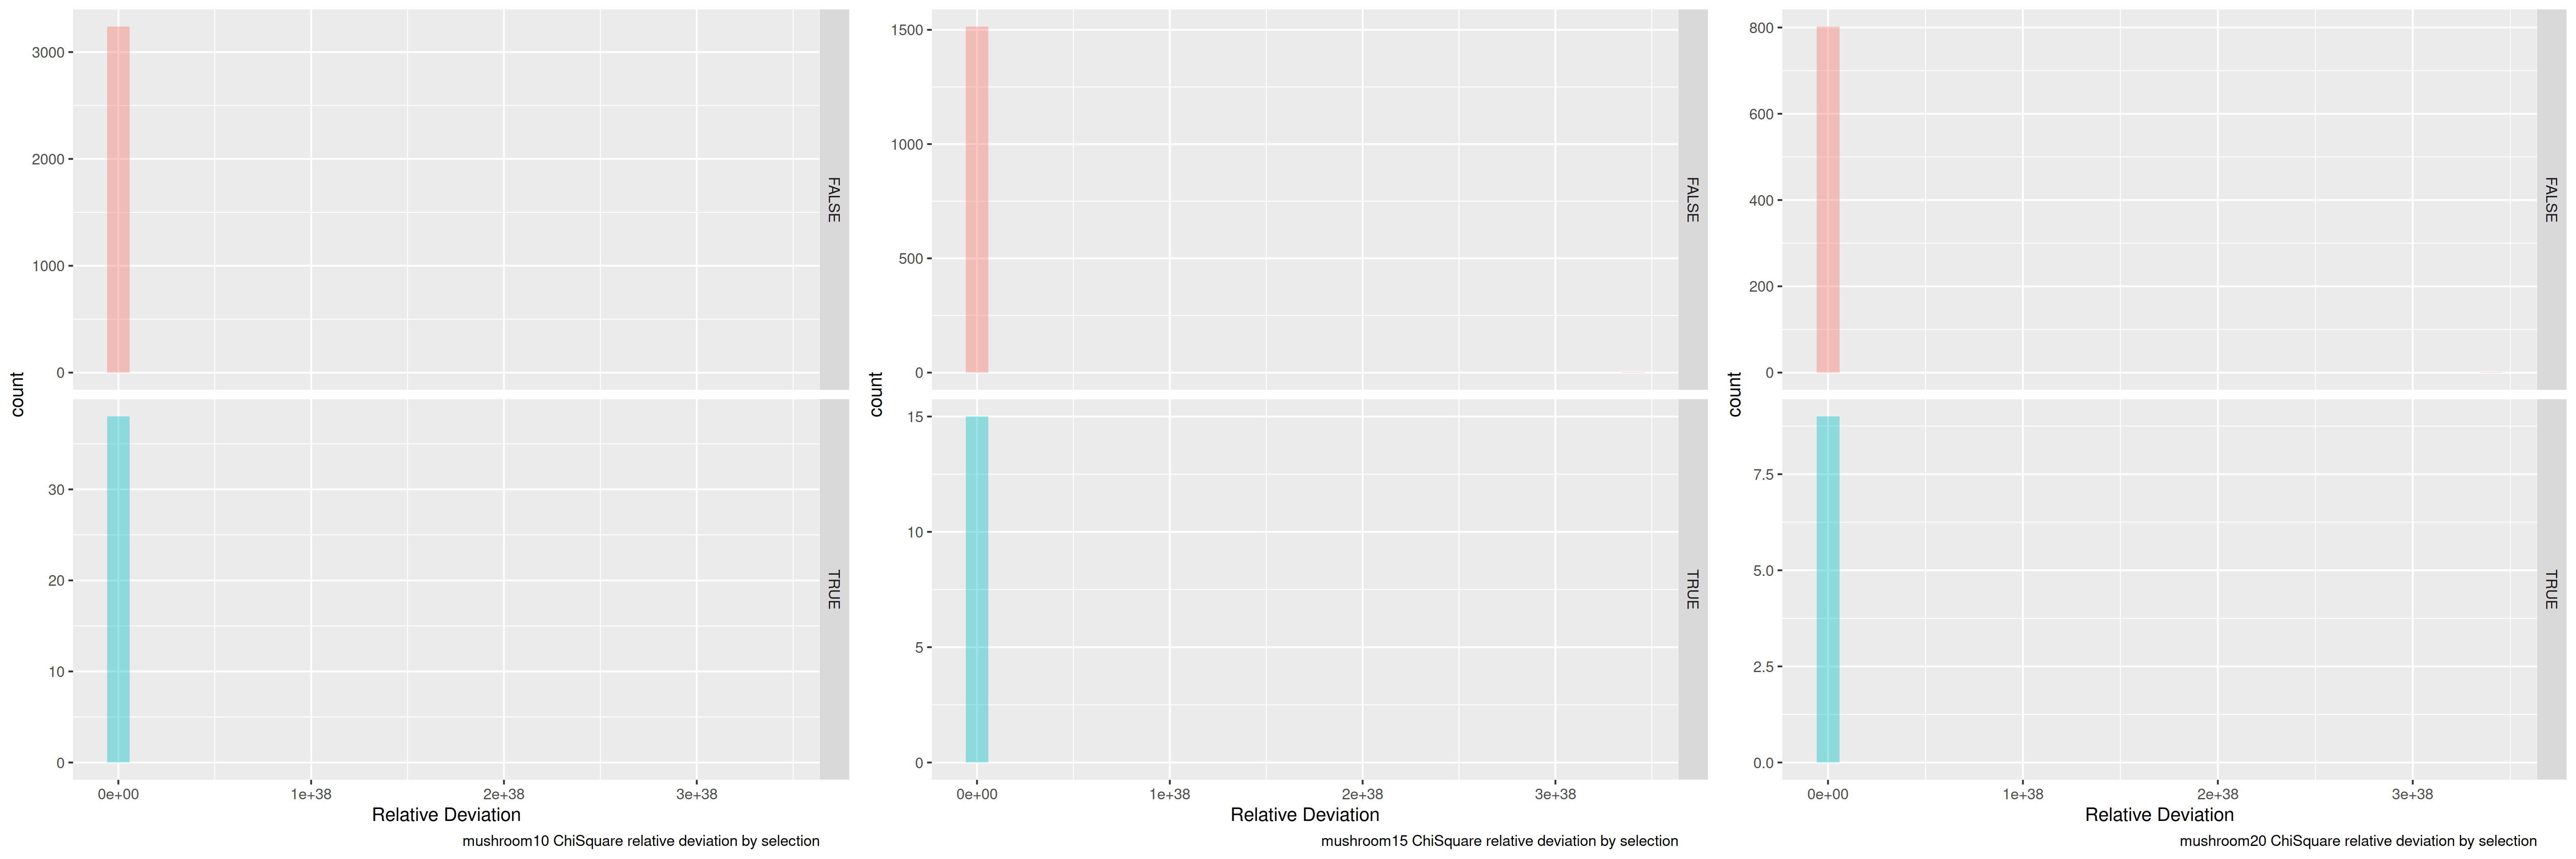 count
3000
2000
1000
0
FALSE
30
20
10
0
TRUE
0e+00 1e+38 2e+38 3e+38
Relative Deviation
mushroom10 ChiSquare relative deviation by selection
count
1500
1000
500
0
FALSE
15
10
5
0
TRUE
0e+00 1e+38 2e+38 3e+38
Relative Deviation
mushroom15 ChiSquare relative deviation by selection
count
800
600
400
200
0
FALSE
7.5
5.0
2.5
0.0
TRUE
0e+00 1e+38 2e+38 3e+38
Relative Deviation
mushroom20 ChiSquare relative deviation by selection